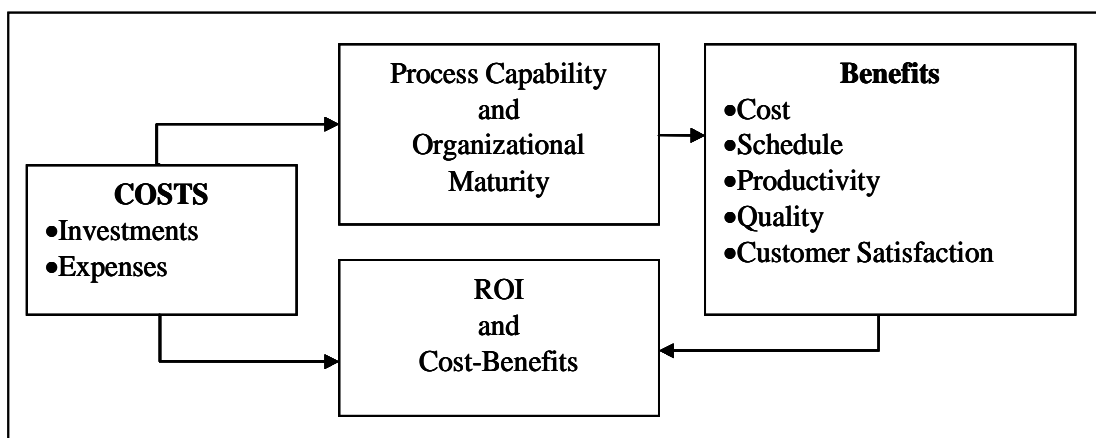 Process Capability
and
Organizational
Maturity
Benefits
•Cost
•Schedule
•Productivity
•Quality
•Customer Satisfaction
COSTS
•Investments
•Expenses
ROI
and
Cost-Benefits